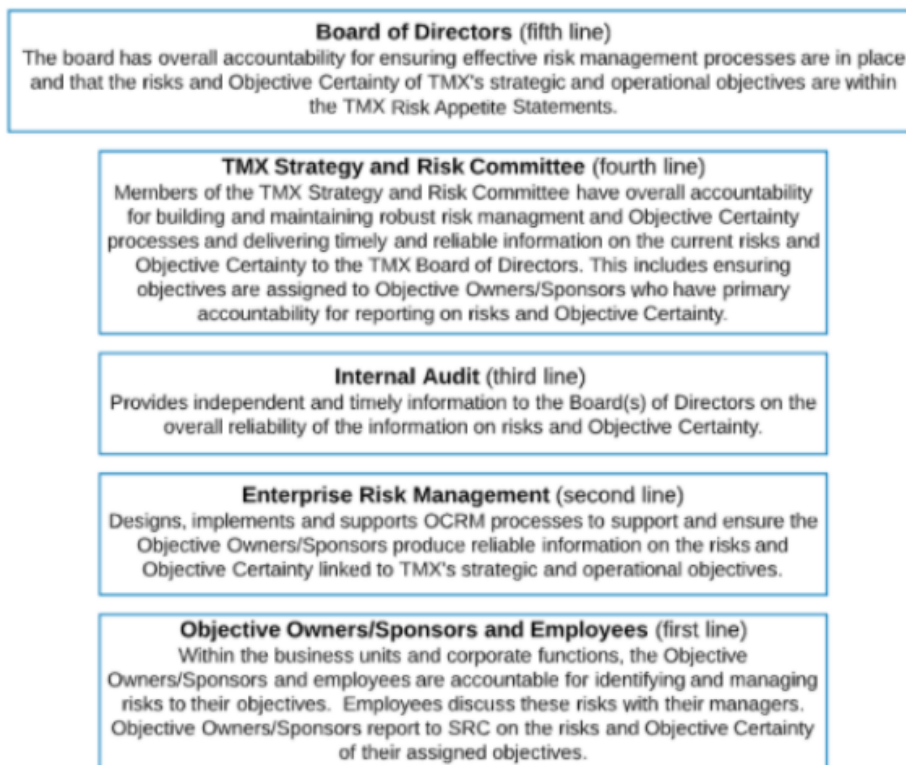 Board of Directors (fifth line)
The board has overall accountability for ensuring effective risk management processes are in place
and that the risks and Objective Certainty of TMX's strategic and operational objectives are within
the TMX Risk Appetite Statements.
TMX Strategy and Risk Committee (fourth line)
Members of the TMX Strategy and Risk Committee have overall accountability
for building and maintaining robust risk managment and Objective Certainty
processes and delivering timely and reliable information on the current risks and
Objective Certainty to the TMX Board of Directors. This includes ensuring
objectives are assigned to Objective Owners/Sponsors who have primary
accountability for reporting on risks and Objective Certainty.
Internal Audit (third line)
Provides independent and timely information to the Board(s) of Directors on the
overall reliability of the information on risks and Objective Certainty.
Enterprise Risk Management (second line)
Designs, implements and supports OCRM processes to support and ensure the
Objective Owners/Sponsors produce reliable information on the risks and
Objective Certainty linked to TMX's strategic and operational objectives.
Objective Owners/Sponsors and Employees (first line)
Within the business units and corporate functions, the Objective
Owners/Sponsors and employees are accountable for identifying and managing
risks to their objectives. Employees discuss these risks with their managers.
Objective Owners/Sponsors report to SRC on the risks and Objective Certainty
of their assigned objectives.